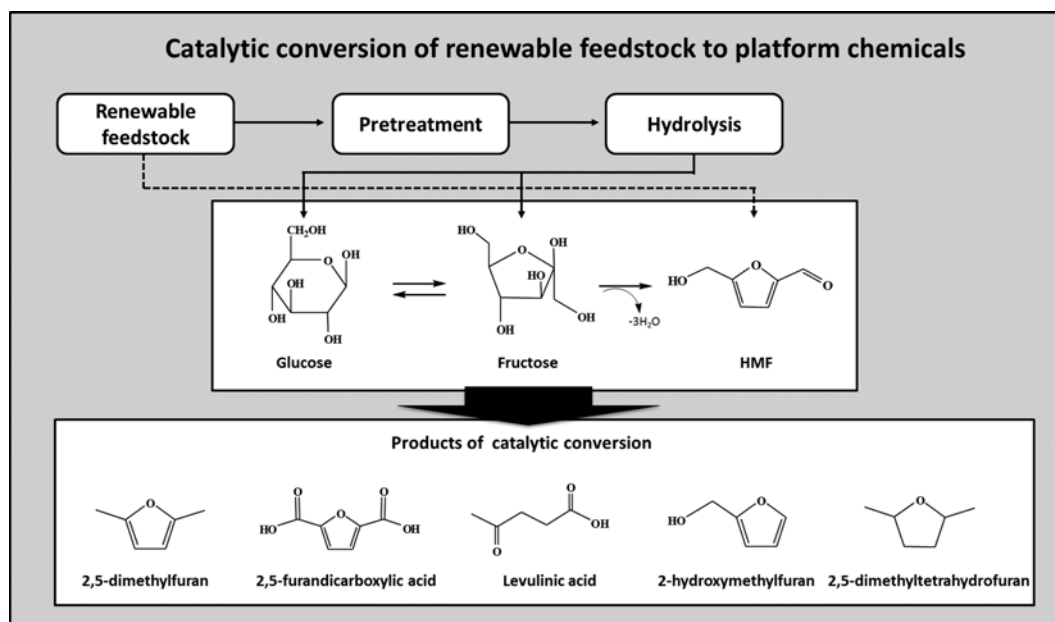 Catalytic conversion of renewable feedstock to platform chemicals
Renewable
feedstock
Pretreatment
Hydrolysis
CH₂OH
O
OH
OH
OH
OH
Glucose
HO
O
OH
HO
OH
OH
Fructose
-3H₂O
HO
O
O
HMF
Products of catalytic conversion
O
2,5-dimethylfuran
O
O
HO
O
OH
2,5-furandicarboxylic acid
O
OH
O
Levulinic acid
HO
O
2-hydroxymethylfuran
O
2,5-dimethyltetrahydrofuran